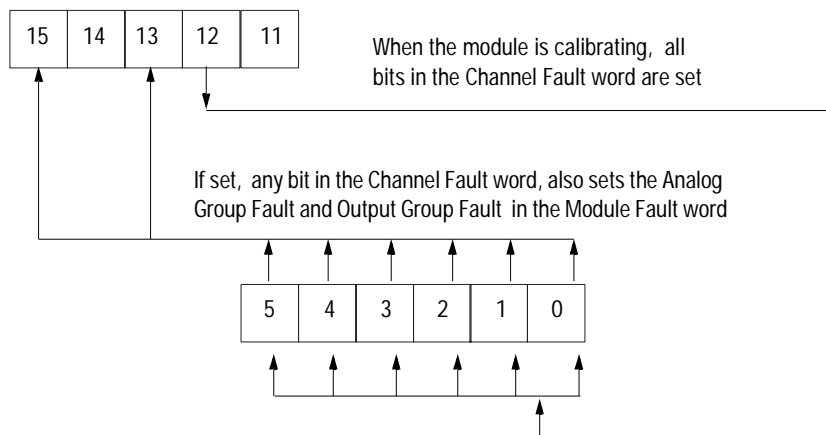 15 14 13 12 11
When the module is calibrating, all
bits in the Channel Fault word are set
If set, any bit in the Channel Fault word, also sets the Analog
Group Fault and Output Group Fault in the Module Fault word
5 4 3 2 1 0